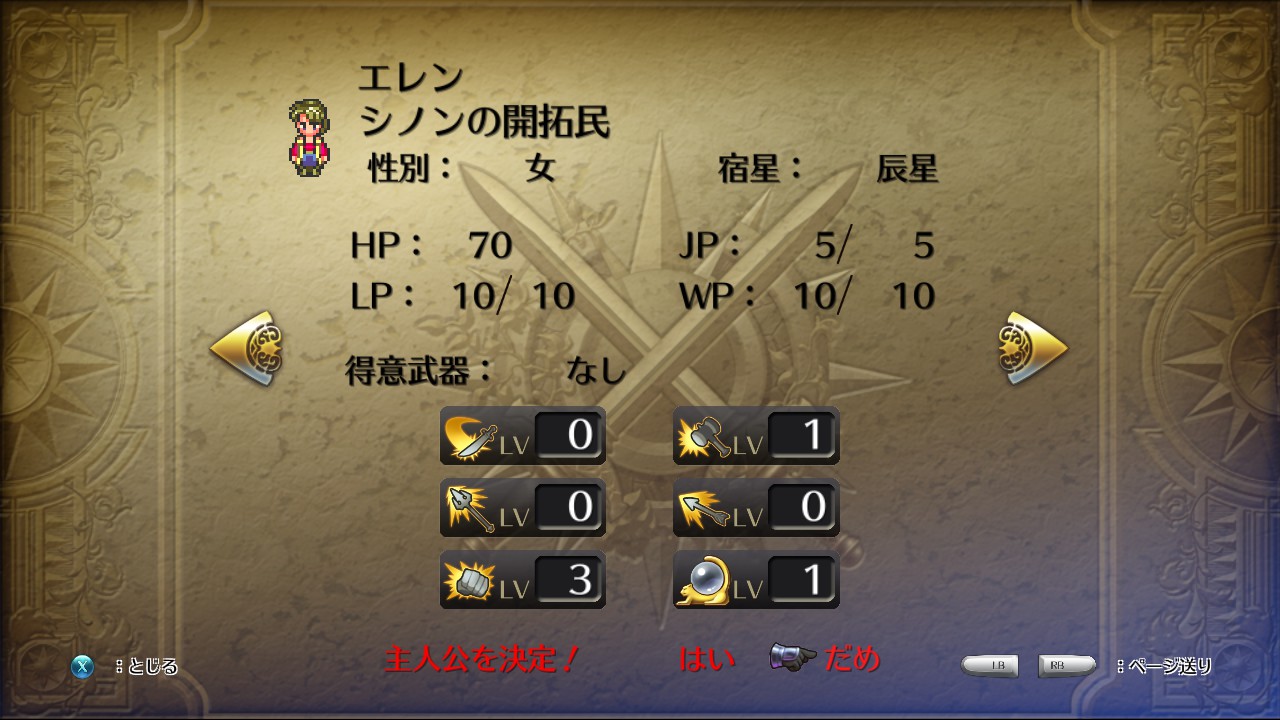 エレン
シノンの開拓民
性別： 女 宿星： 辰星
HP： 70 JP： 5/ 5
LP： 10/ 10 WP： 10/ 10
得意武器： なし
LV 0 LV 1
LV 0 LV 0
LV 3 LV 1
主人公を決定！ はい だめ
X ：とじる LB RB ：ページ送り